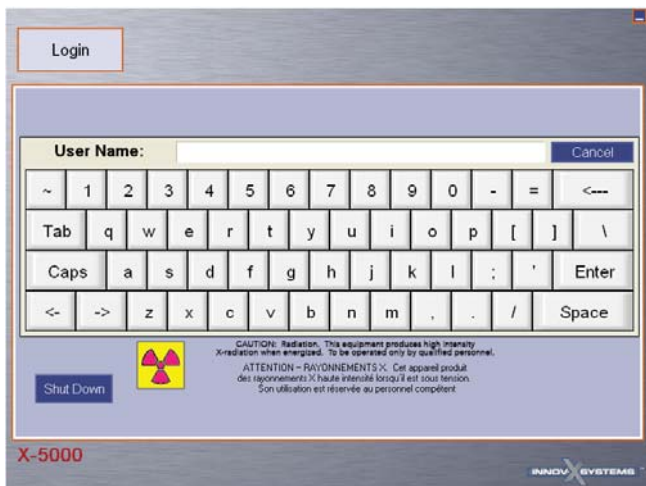 Login
User Name: Cancel
~ 1 2 3 4 5 6 7 8 9 0 - = <---
Tab q w e r t y u i o p [ ] \
Caps a s d f g h j k l ; ' Enter
<- -> z x c v b n m , . / Space
CAUTION: Radiation. This equipment produces high intensity
X-radiation when energized. To be operated only by qualified personnel.
ATTENTION - RAYONNEMENTS X. Cet appareil produit
des rayonnements X haute intensité lorsqu'il est sous tension.
Son utilisation est réservée au personnel compétent
Shut Down
X-5000
INNOV X SYSTEMS